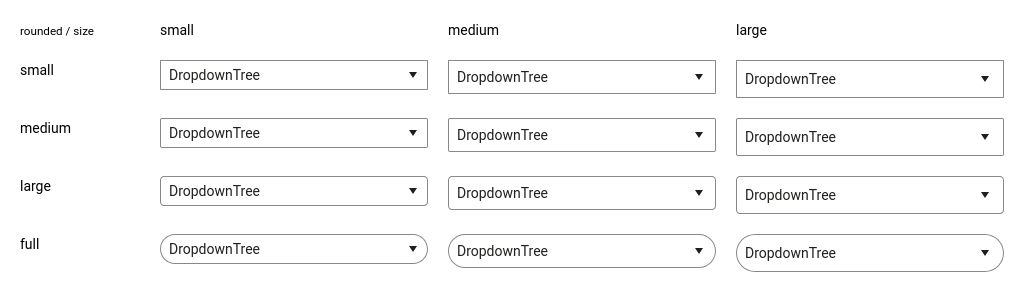 rounded / size small medium large
small DropdownTree DropdownTree DropdownTree
medium DropdownTree DropdownTree DropdownTree
large DropdownTree DropdownTree DropdownTree
full DropdownTree DropdownTree DropdownTree